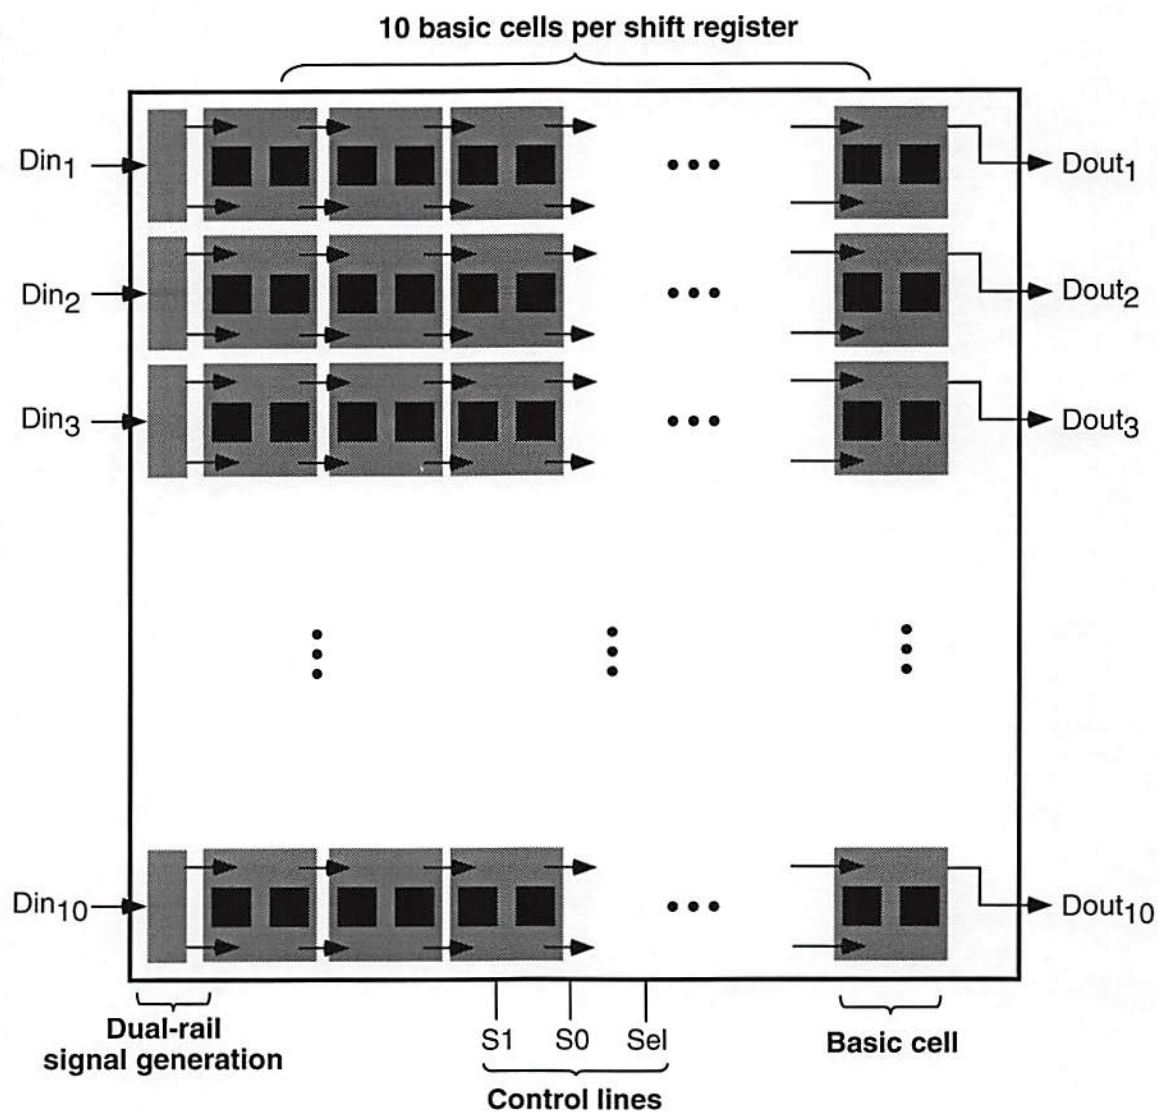 10 basic cells per shift register
Din1
Dout1
Din2
Dout2
Din3
Dout3
Din10
Dout10
Dual-rail
signal generation
S1 S0 Sel
Control lines
Basic cell